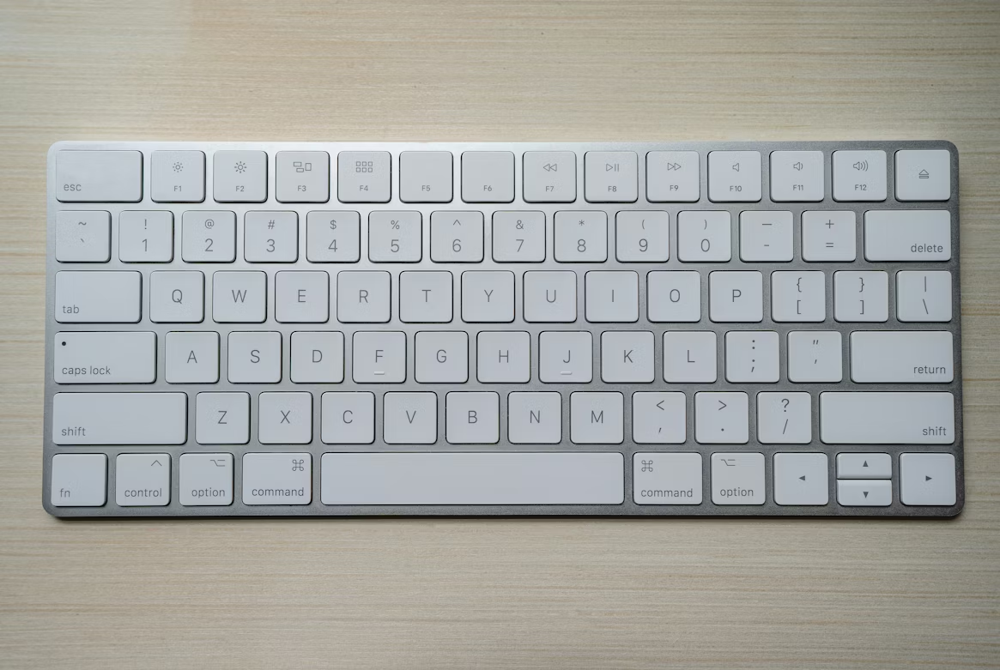 esc F1 F2 F3 F4 F5 F6 F7 F8 F9 F10 F11 F12
~ ! @ # $ % ^ & * ( ) — +
` 1 2 3 4 5 6 7 8 9 0 - = delete
tab Q W E R T Y U I O P { [ } ] | \
caps lock A S D F G H J K L : ; " ' return
shift Z X C V B N M < , > . ? / shift
fn control option command command option